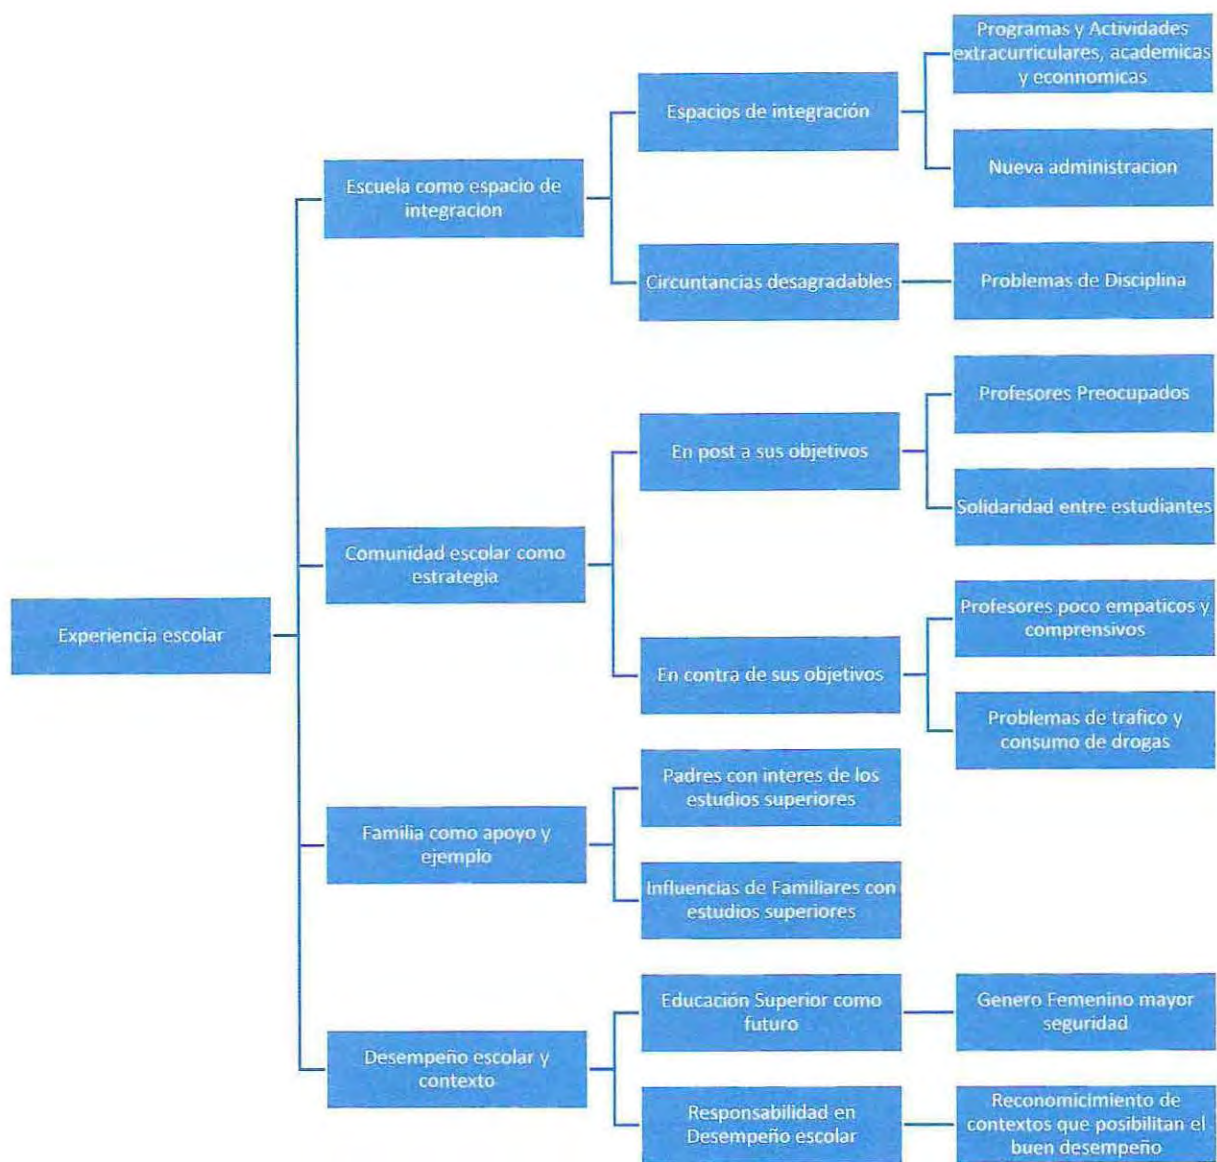 Programas y Actividades
extracurriculares, academicas
y econnomicas
Espacios de integración
Nueva administracion
Escuela como espacio de
integracion
Circuntancias desagradables
Problemas de Disciplina
Profesores Preocupados
En post a sus objetivos
Solidaridad entre estudiantes
Comunidad escolar como
estrategia
Profesores poco empaticos y
comprensivos
Experiencia escolar
En contra de sus objetivos
Problemas de trafico y
consumo de drogas
Padres con interes de los
estudios superiores
Familia como apoyo y
ejemplo
Influencias de Familiares con
estudios superiores
Educación Superior como
futuro
Genero Femenino mayor
seguridad
Desempeño escolar y
contexto
Responsabilidad en
Desempeño escolar
Reconomicimiento de
contextos que posibilitan el
buen desempeño